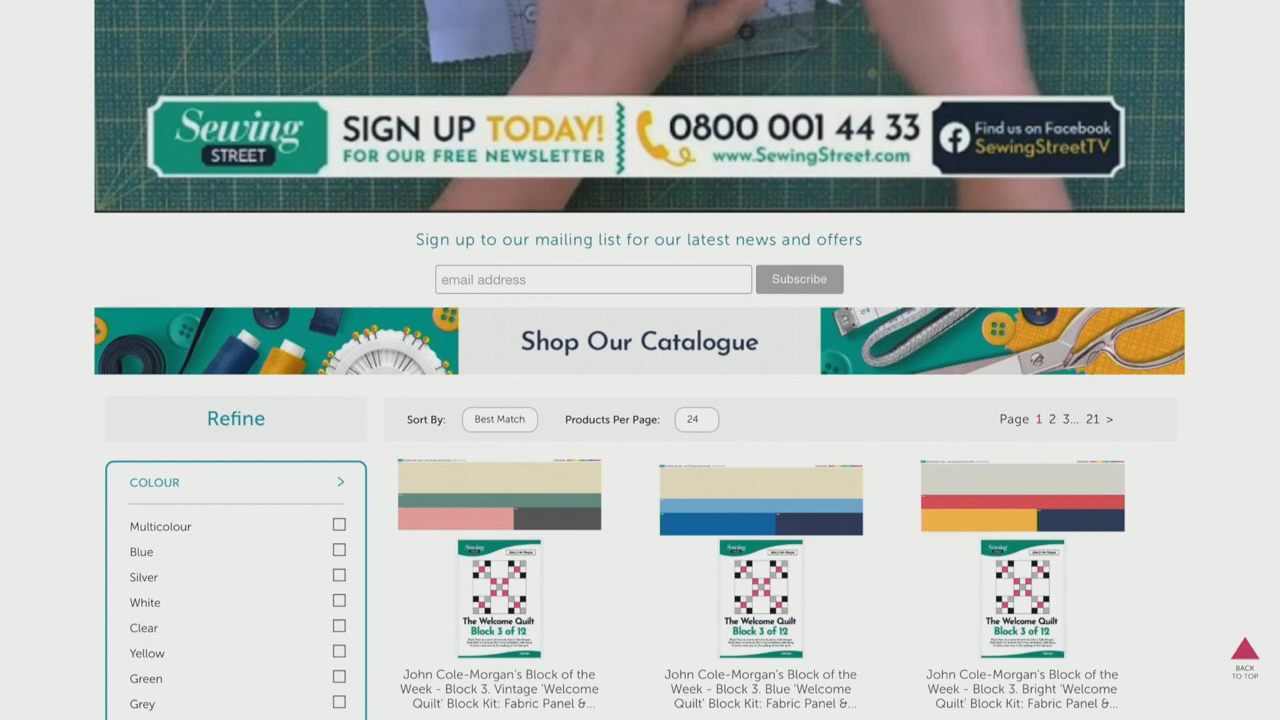 Sewing
STREET
SIGN UP TODAY!
FOR OUR FREE NEWSLETTER
0800 001 44 33
www.SewingStreet.com
Find us on Facebook
SewingStreetTV
Sign up to our mailing list for our latest news and offers
email address
Subscribe
Shop Our Catalogue
Refine
Sort By:
Best Match
Products Per Page:
24
Page 1 2 3... 21 >
COLOUR >
Multicolour
Blue
Silver
White
Clear
Yellow
Green
Grey
Sewing
The Welcome Quilt
Block 3 of 12
John Cole-Morgan's Block of the
Week - Block 3. Vintage 'Welcome
Quilt' Block Kit: Fabric Panel &...
Sewing
The Welcome Quilt
Block 3 of 12
John Cole-Morgan's Block of the
Week - Block 3. Blue 'Welcome
Quilt' Block Kit: Fabric Panel &...
Sewing
The Welcome Quilt
Block 3 of 12
John Cole-Morgan's Block of the
Week - Block 3. Bright 'Welcome
Quilt' Block Kit: Fabric Panel &...
BACK
TO TOP